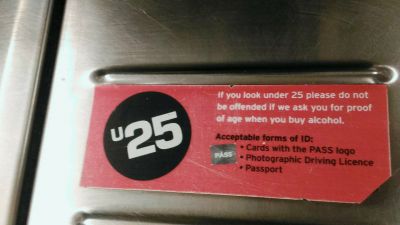 U25
If you look under 25 please do not
be offended if we ask you for proof
of age when you buy alcohol.
Acceptable forms of ID:
• Cards with the PASS logo
PASS
• Photographic Driving Licence
• Passport